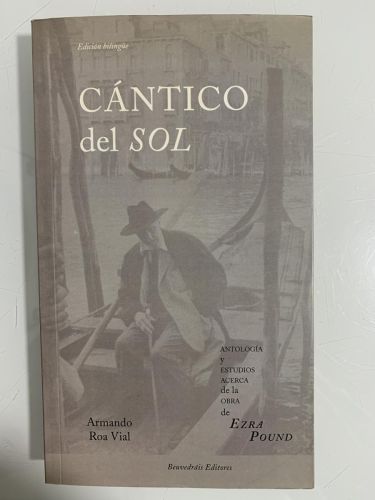 Edición bilingüe
CÁNTICO
del SOL
ANTOLOGÍA
y
ESTUDIOS
ACERCA
de la
OBRA
de
EZRA
POUND
Armando
Roa Vial
Beuvedráis Editores